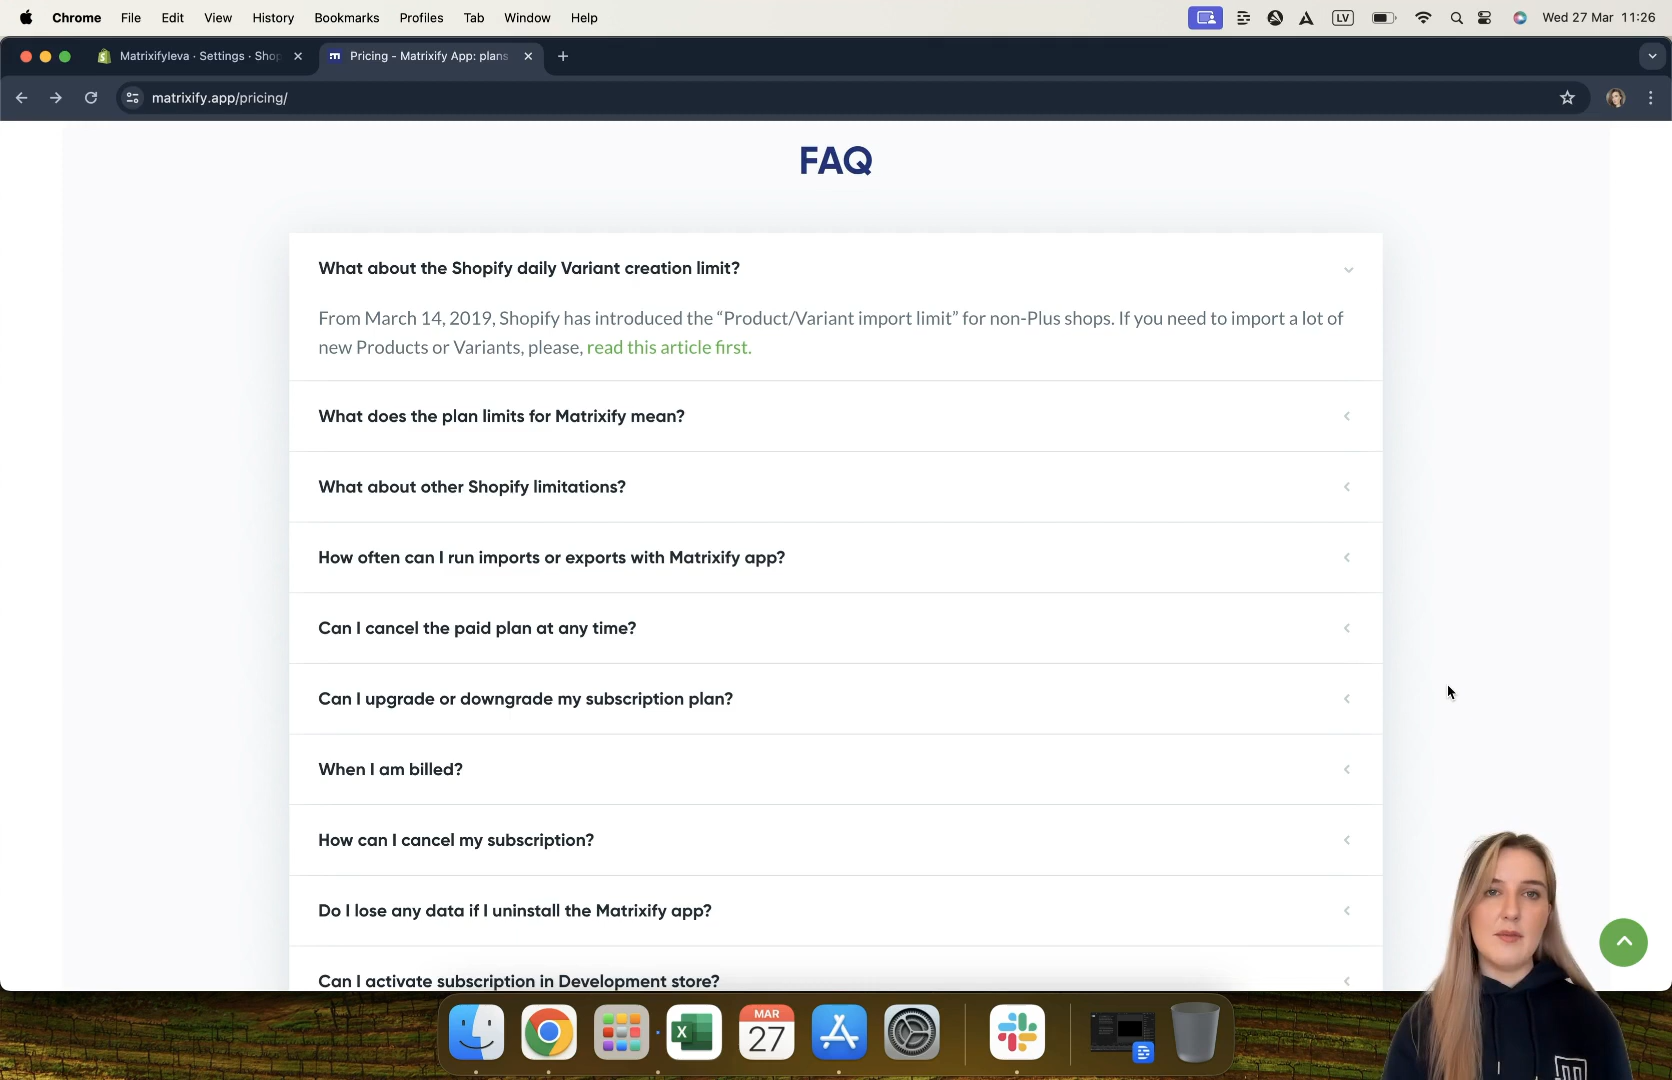 Chrome File Edit View History Bookmarks Profiles Tab Window Help LV Wed 27 Mar 11:26
MatrixifyIeva · Settings · Shop
Pricing - Matrixify App: plans
matrixify.app/pricing/
FAQ
What about the Shopify daily Variant creation limit?
From March 14, 2019, Shopify has introduced the “Product/Variant import limit” for non-Plus shops. If you need to import a lot of
new Products or Variants, please, read this article first.
What does the plan limits for Matrixify mean?
What about other Shopify limitations?
How often can I run imports or exports with Matrixify app?
Can I cancel the paid plan at any time?
Can I upgrade or downgrade my subscription plan?
When I am billed?
How can I cancel my subscription?
Do I lose any data if I uninstall the Matrixify app?
Can I activate subscription in Development store?
MAR
27
X